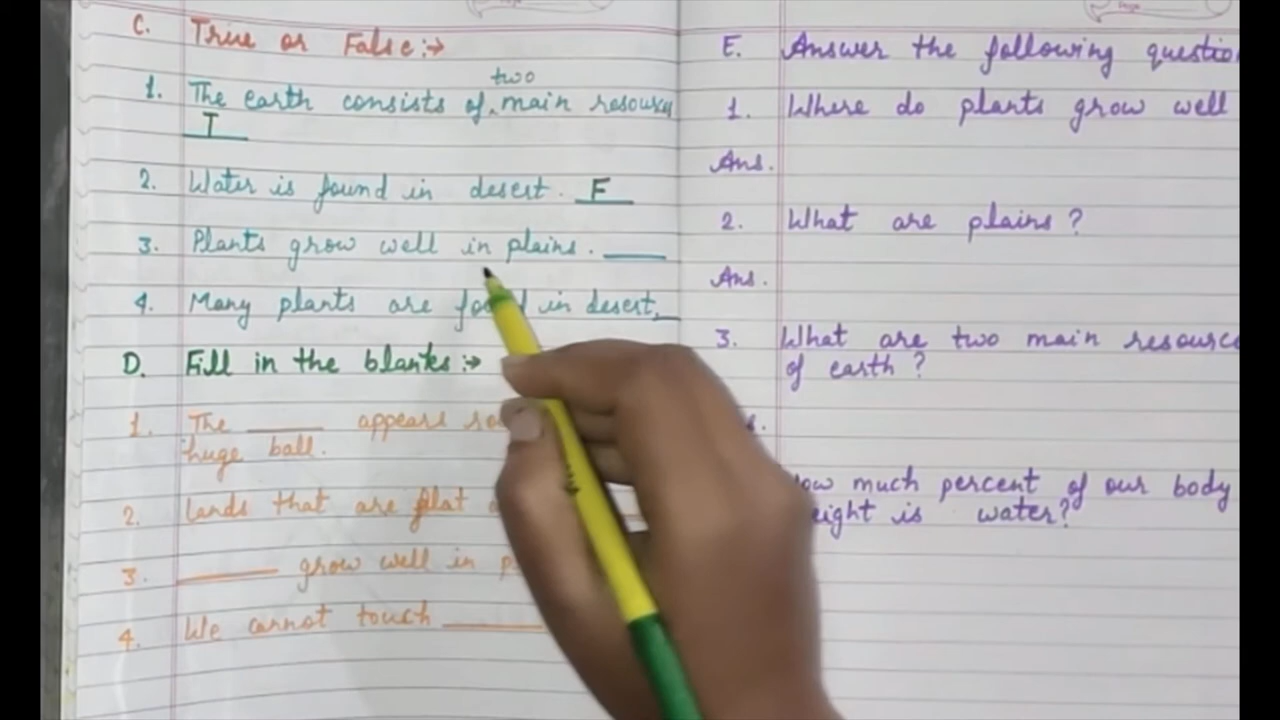 C. True or False:→
two
1. The earth consists of main resources
T
2. Water is found in desert. F
3. Plants grow well in plains.
4. Many plants are found in desert.
D. Fill in the blanks:→
1. The ____ appears
huge ball.
2. Lands that are flat
3. ____ grow well in
4. We cannot touch ____
E. Answer the following
1. Where do plants grow well
Ans.
2. What are plains?
Ans.
3. What are two main
of earth?
much percent of our body
is water?